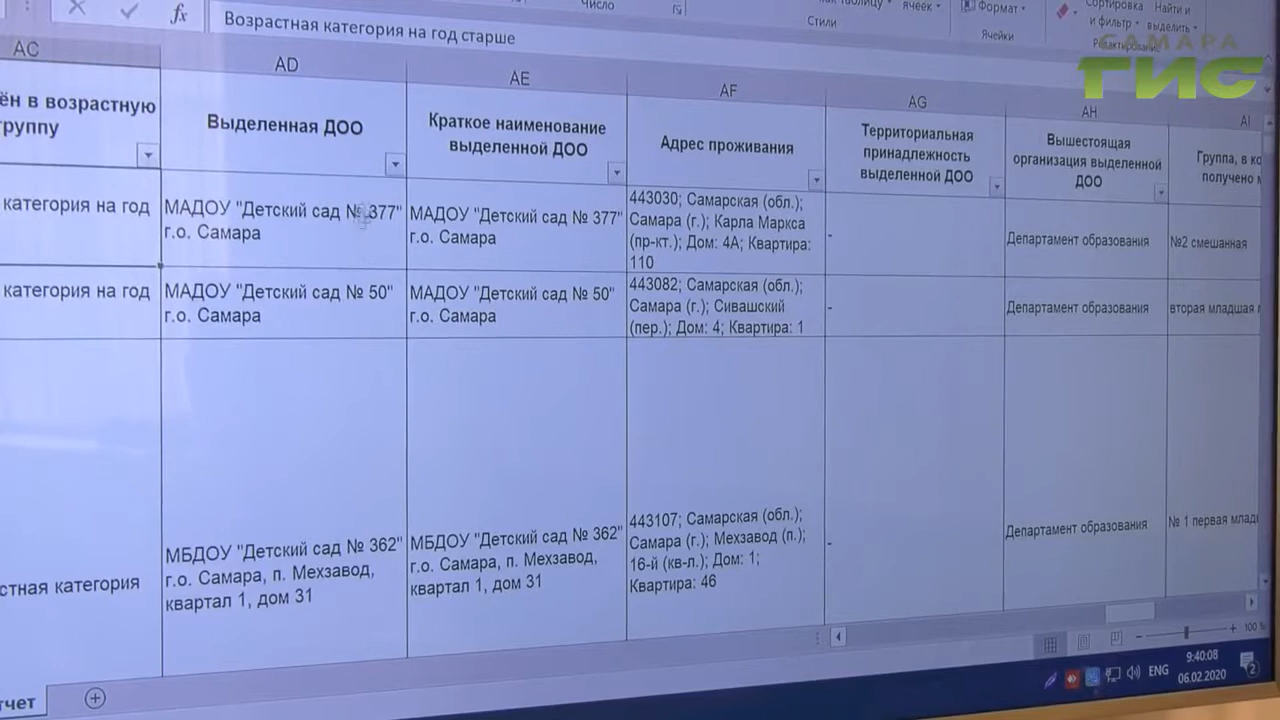 Число
как таблицу
ячеек
Формат
Сортировка
и фильтр
Найти и
выделить
Стили
Ячейки
Редактирование
САМАРА
ГИС
fx
Возрастная категория на год старше
AC
AD
AE
AF
AG
AH
AI
ён в возрастную
группу
Выделенная ДОО
Краткое наименование
выделенной ДОО
Адрес проживания
Территориальная
принадлежность
выделенной ДОО
Вышестоящая
организация выделенной
ДОО
Группа, в ко
получено м
категория на год
МАДОУ "Детский сад № 377"
г.о. Самара
МАДОУ "Детский сад № 377"
г.о. Самара
443030; Самарская (обл.);
Самара (г.); Карла Маркса
(пр-кт.); Дом: 4А; Квартира:
110
-
Департамент образования
№2 смешанная
категория на год
МАДОУ "Детский сад № 50"
г.о. Самара
МАДОУ "Детский сад № 50"
г.о. Самара
443082; Самарская (обл.);
Самара (г.); Сивашский
(пер.); Дом: 4; Квартира: 1
-
Департамент образования
вторая младшая
стная категория
МБДОУ "Детский сад № 362"
г.о. Самара, п. Мехзавод,
квартал 1, дом 31
МБДОУ "Детский сад № 362"
г.о. Самара, п. Мехзавод,
квартал 1, дом 31
443107; Самарская (обл.);
Самара (г.); Мехзавод (п.);
16-й (кв-л.); Дом: 1;
Квартира: 46
-
Департамент образования
№ 1 первая млад
100 %
чет
ENG
9:40:08
06.02.2020
2